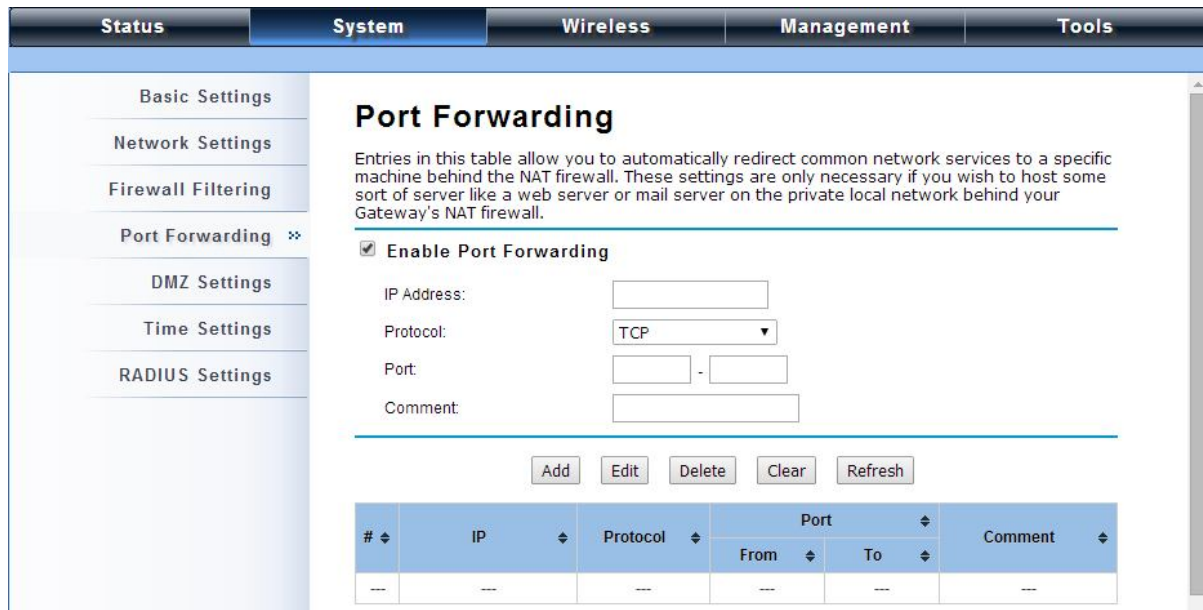 Status System Wireless Management Tools
Basic Settings
Network Settings
Firewall Filtering
Port Forwarding »
DMZ Settings
Time Settings
RADIUS Settings
Port Forwarding
Entries in this table allow you to automatically redirect common network services to a specific
machine behind the NAT firewall. These settings are only necessary if you wish to host some
sort of server like a web server or mail server on the private local network behind your
Gateway's NAT firewall.
Enable Port Forwarding
IP Address:
Protocol: TCP
Port: -
Comment:
Add Edit Delete Clear Refresh
# IP Protocol Port Comment
From To
--- --- --- --- --- ---